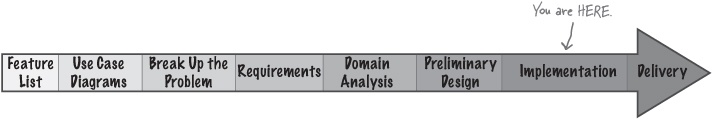 You are HERE.
Feature List
Use Case Diagrams
Break Up the Problem
Requirements
Domain Analysis
Preliminary Design
Implementation
Delivery